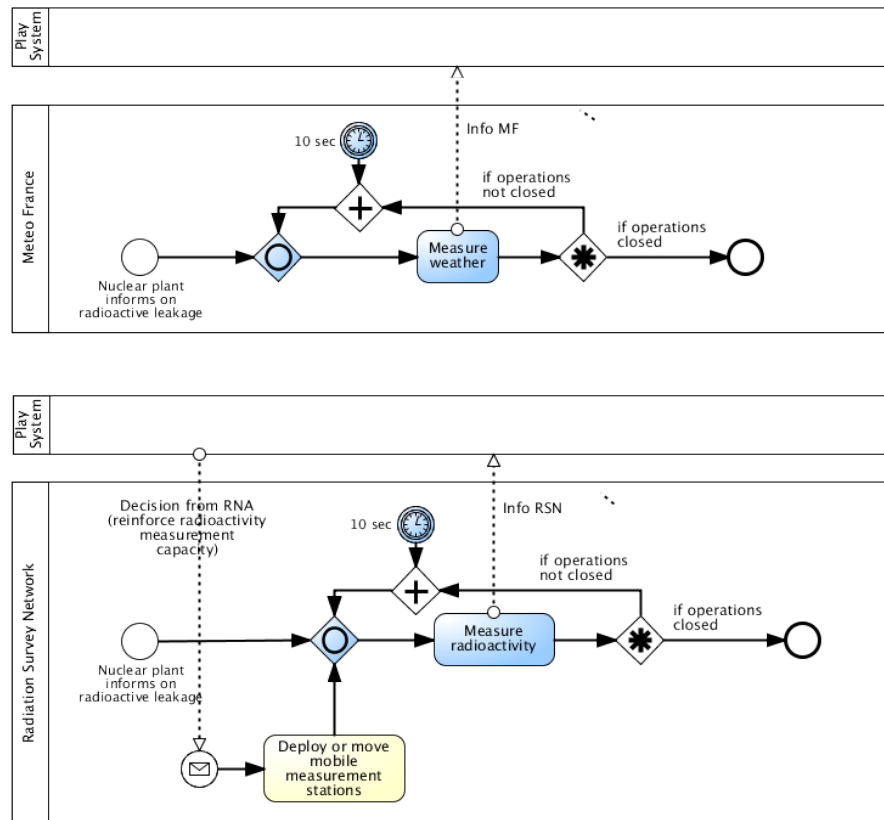 Play
System
Meteo France
10 sec
Info MF
if operations
not closed
if operations
closed
Measure
weather
Nuclear plant
informs on
radioactive leakage
Play
System
Radiation Survey Network
Decision from RNA
(reinforce radioactivity
measurement
capacity)
10 sec
Info RSN
if operations
not closed
if operations
closed
Measure
radioactivity
Nuclear plant
informs on
radioactive leakage
Deploy or move
mobile
measurement
stations